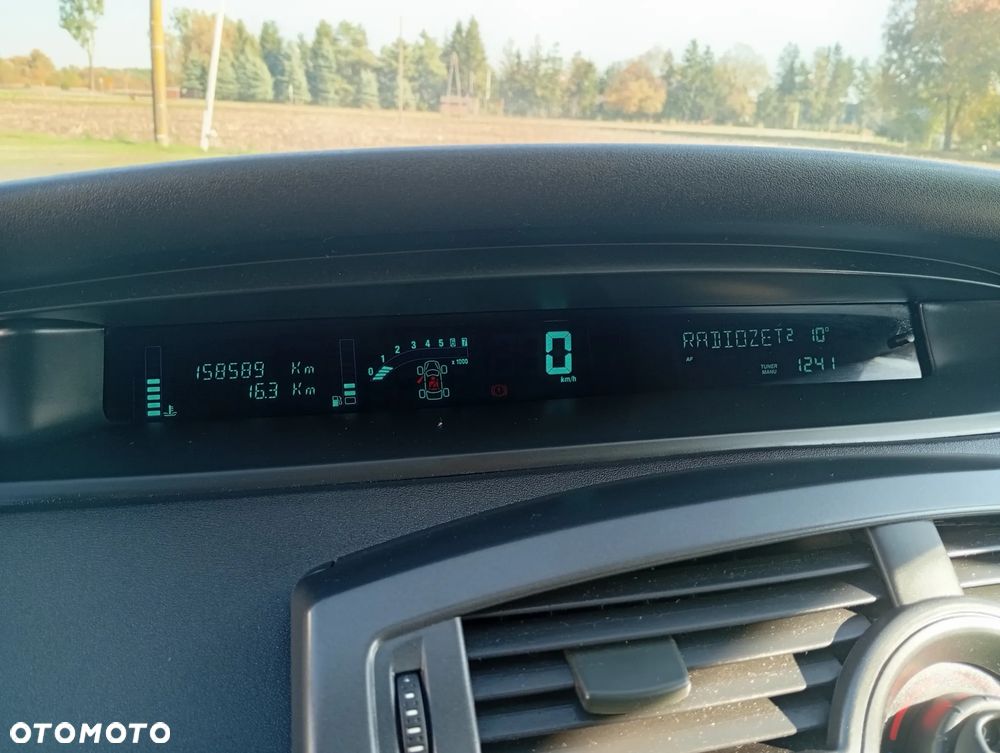 158589 Km
16.3 Km
0 1 2 3 4 5 6 7
x 1000
0
km/h
RADIOZET2 10°
AF
TUNER
MANU
1241
OTOMOTO